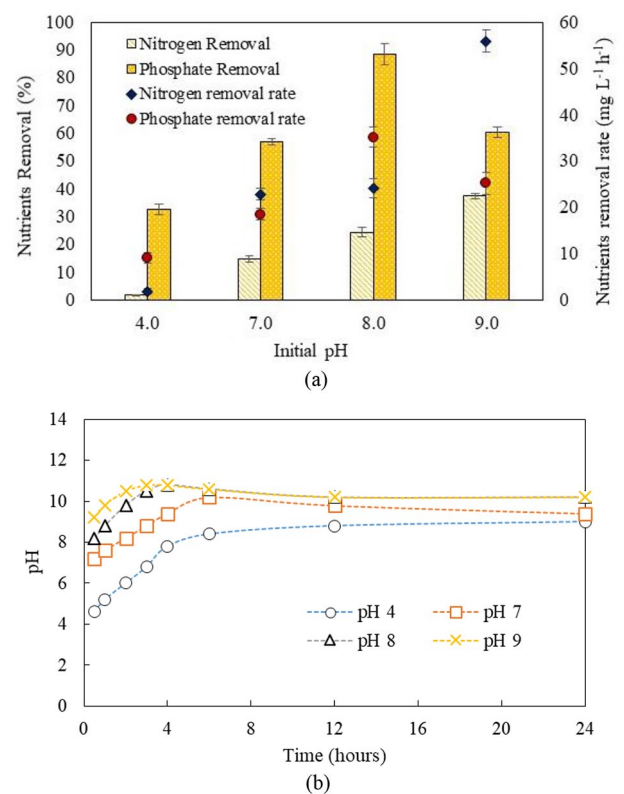 100
90
80
70
60
50
40
30
20
10
0
Nutrients Removal (%)
Nitrogen Removal
Phosphate Removal
Nitrogen removal rate
Phosphate removal rate
60
50
40
30
20
10
0
Nutrients removal rate (mg L⁻¹ h⁻¹)
4.0 7.0 8.0 9.0
Initial pH
(a)
14
12
10
8
6
4
2
0
pH
pH 4 pH 7
pH 8 pH 9
0 4 8 12 16 20 24
Time (hours)
(b)